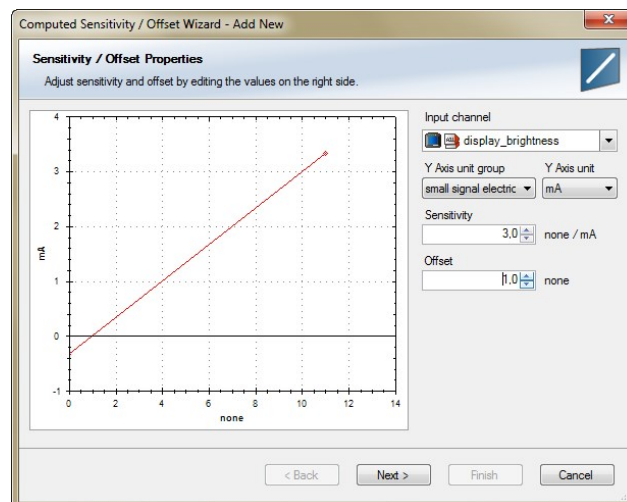 Computed Sensitivity / Offset Wizard - Add New
Sensitivity / Offset Properties
Adjust sensitivity and offset by editing the values on the right side.
4
3
2
1
0
-1
mA
0 2 4 6 8 10 12 14
none
Input channel
display_brightness
Y Axis unit group Y Axis unit
small signal electric mA
Sensitivity
3,0 none / mA
Offset
1,0 none
< Back Next > Finish Cancel